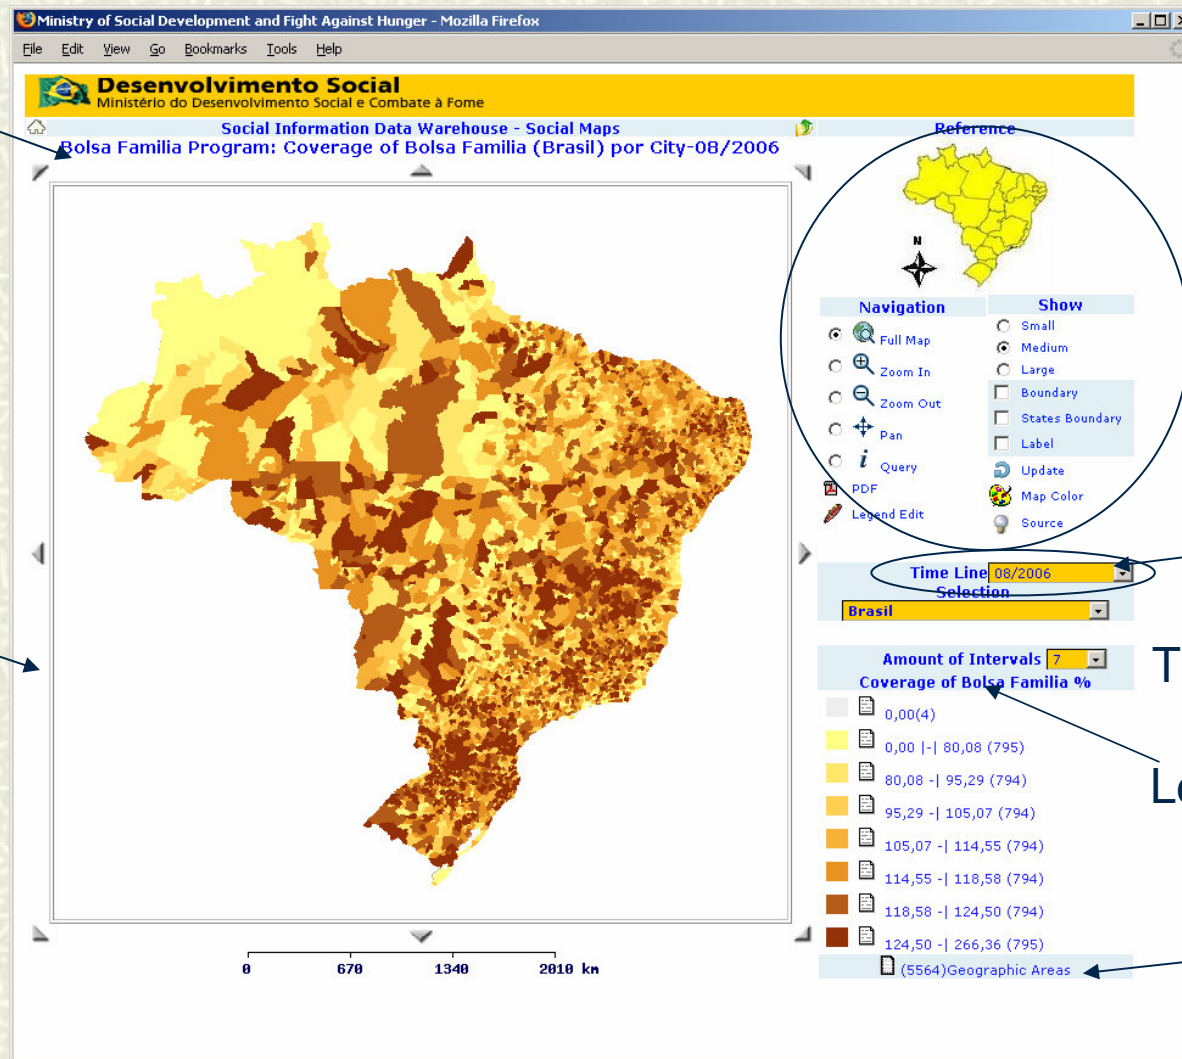 Ministry of Social Development and Fight Against Hunger - Mozilla Firefox
File Edit View Go Bookmarks Tools Help
Desenvolvimento Social
Ministério do Desenvolvimento Social e Combate à Fome
Social Information Data Warehouse - Social Maps
Bolsa Familia Program: Coverage of Bolsa Familia (Brasil) por City-08/2006
0 670 1340 2010 km
Reference
N
Navigation
Full Map
Zoom In
Zoom Out
Pan
i Query
PDF
Legend Edit
Show
Small
Medium
Large
Boundary
States Boundary
Label
Update
Map Color
Source
Time Line 08/2006
Selection
Brasil
Amount of Intervals 7
Coverage of Bolsa Familia %
0,00(4)
0,00 |-| 80,08 (795)
80,08 -| 95,29 (794)
95,29 -| 105,07 (794)
105,07 -| 114,55 (794)
114,55 -| 118,58 (794)
118,58 -| 124,50 (794)
124,50 -| 266,36 (795)
(5564)Geographic Areas
T